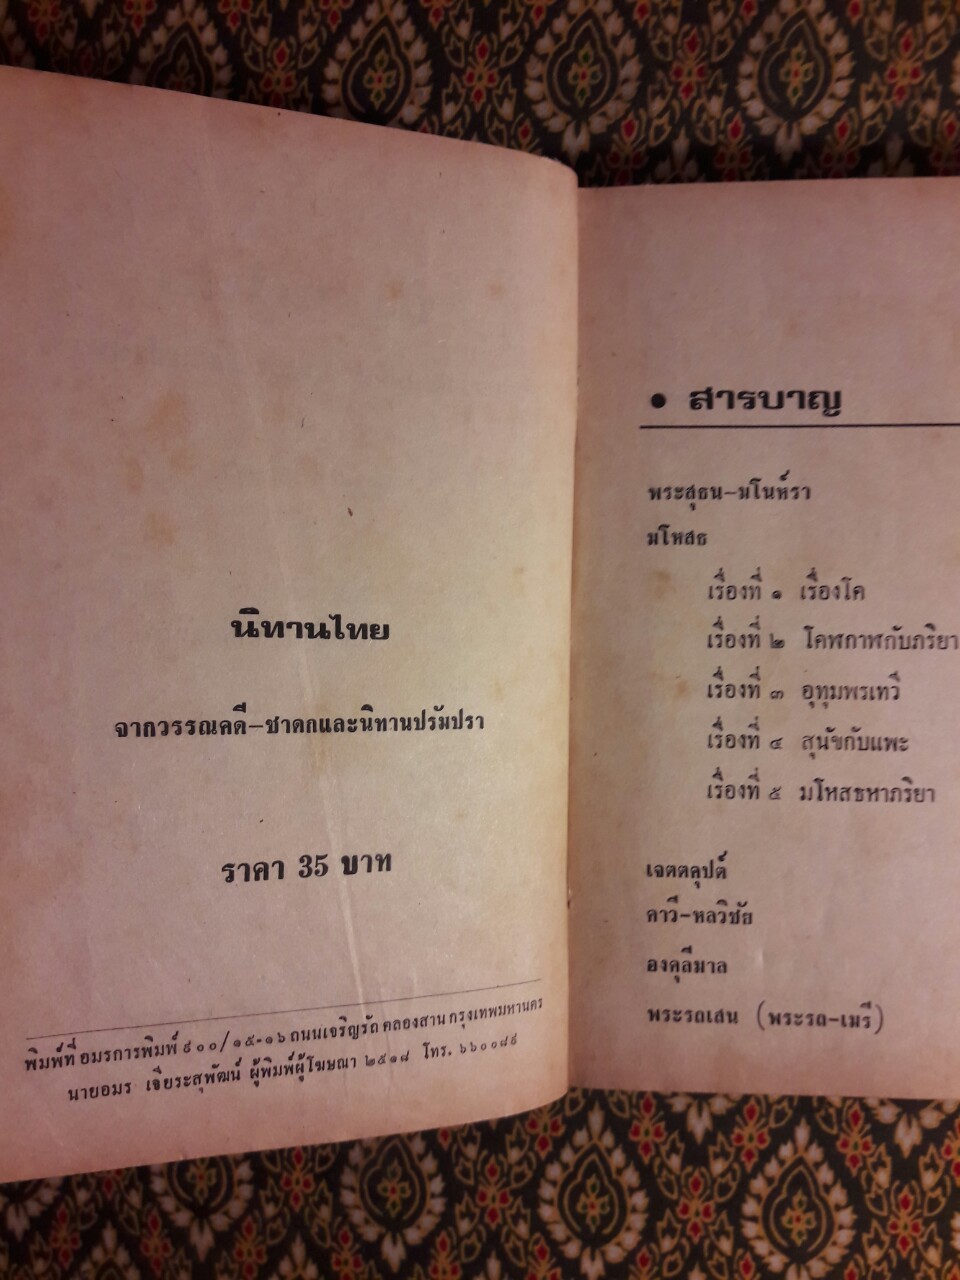 นิทานไทย
จากวรรณคดี-ชาดกและนิทานปรัมปรา
ราคา 35 บาท
พิมพ์ที่ อมรการพิมพ์ ๙๐๐/๑๕-๑๖ ถนนเจริญรัถ คลองสาน กรุงเทพมหานคร
นายอมร เจียระสุพัฒน์ ผู้พิมพ์ผู้โฆษณา ๒๕๑๘ โทร. ๖๖๐๐๘๙
• สารบาญ
พระสุธน-มโนห์รา
มโหสธ
เรื่องที่ ๑ เรื่องโค
เรื่องที่ ๒ โคฬกาฬกับภริยา
เรื่องที่ ๓ อุทุมพรเทวี
เรื่องที่ ๔ สุนัขกับแพะ
เรื่องที่ ๕ มโหสธหาภริยา
เจตตคุปต์
คาวี-หลวิชัย
องคุลีมาล
พระรถเสน (พระรถ-เมรี)